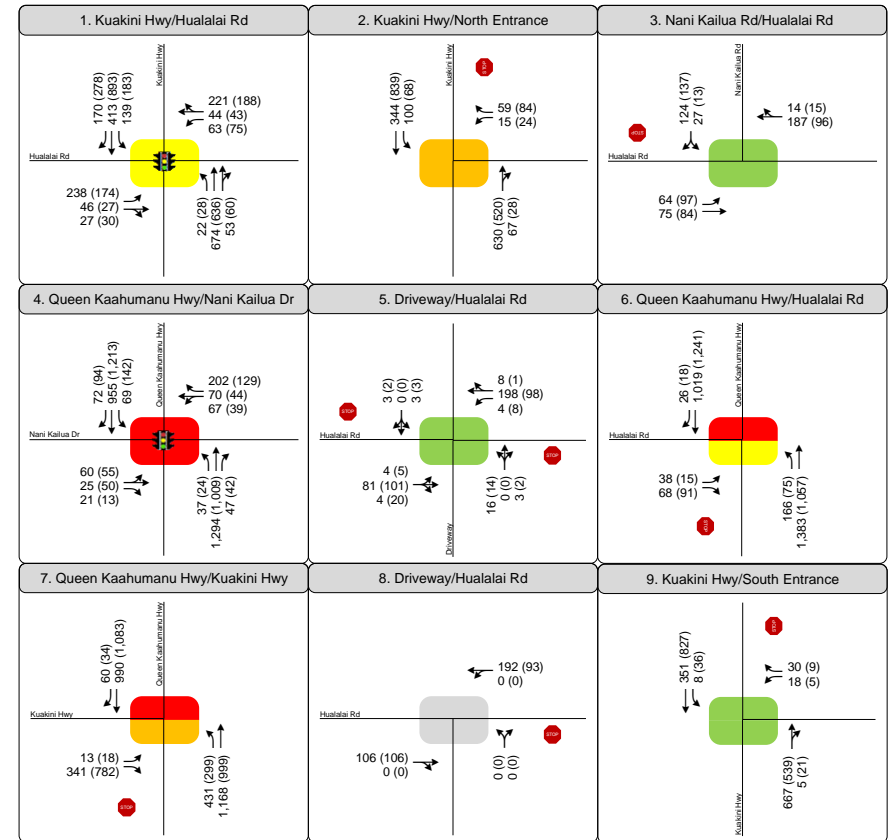 1. Kuakini Hwy/Hualalai Rd
Kuakini Hwy
170 (278)
413 (893)
139 (183)
221 (188)
44 (43)
63 (75)
Hualalai Rd
238 (174)
46 (27)
27 (30)
22 (28)
674 (636)
53 (60)
2. Kuakini Hwy/North Entrance
Kuakini Hwy
STOP
344 (839)
100 (68)
59 (84)
15 (24)
630 (520)
67 (28)
3. Nani Kailua Rd/Hualalai Rd
Nani Kailua Rd
124 (137)
27 (13)
14 (15)
187 (96)
STOP
Hualalai Rd
64 (97)
75 (84)
4. Queen Kaahumanu Hwy/Nani Kailua Dr
Queen Kaahumanu Hwy
72 (94)
955 (1,213)
69 (142)
202 (129)
70 (44)
67 (39)
Nani Kailua Dr
60 (55)
25 (50)
21 (13)
37 (24)
1,294 (1,009)
47 (42)
5. Driveway/Hualalai Rd
3 (2)
0 (0)
3 (3)
8 (1)
198 (98)
4 (8)
STOP
Hualalai Rd
STOP
4 (5)
81 (101)
4 (20)
16 (14)
0 (0)
3 (2)
Driveway
6. Queen Kaahumanu Hwy/Hualalai Rd
Queen Kaahumanu Hwy
26 (18)
1,019 (1,241)
Hualalai Rd
38 (15)
68 (91)
STOP
166 (75)
1,383 (1,057)
7. Queen Kaahumanu Hwy/Kuakini Hwy
Queen Kaahumanu Hwy
60 (34)
990 (1,083)
Kuakini Hwy
13 (18)
341 (782)
STOP
431 (299)
1,168 (999)
8. Driveway/Hualalai Rd
192 (93)
0 (0)
Hualalai Rd
STOP
106 (106)
0 (0)
0 (0)
0 (0)
9. Kuakini Hwy/South Entrance
STOP
351 (827)
8 (36)
30 (9)
18 (5)
667 (539)
5 (21)
Kuakini Hwy